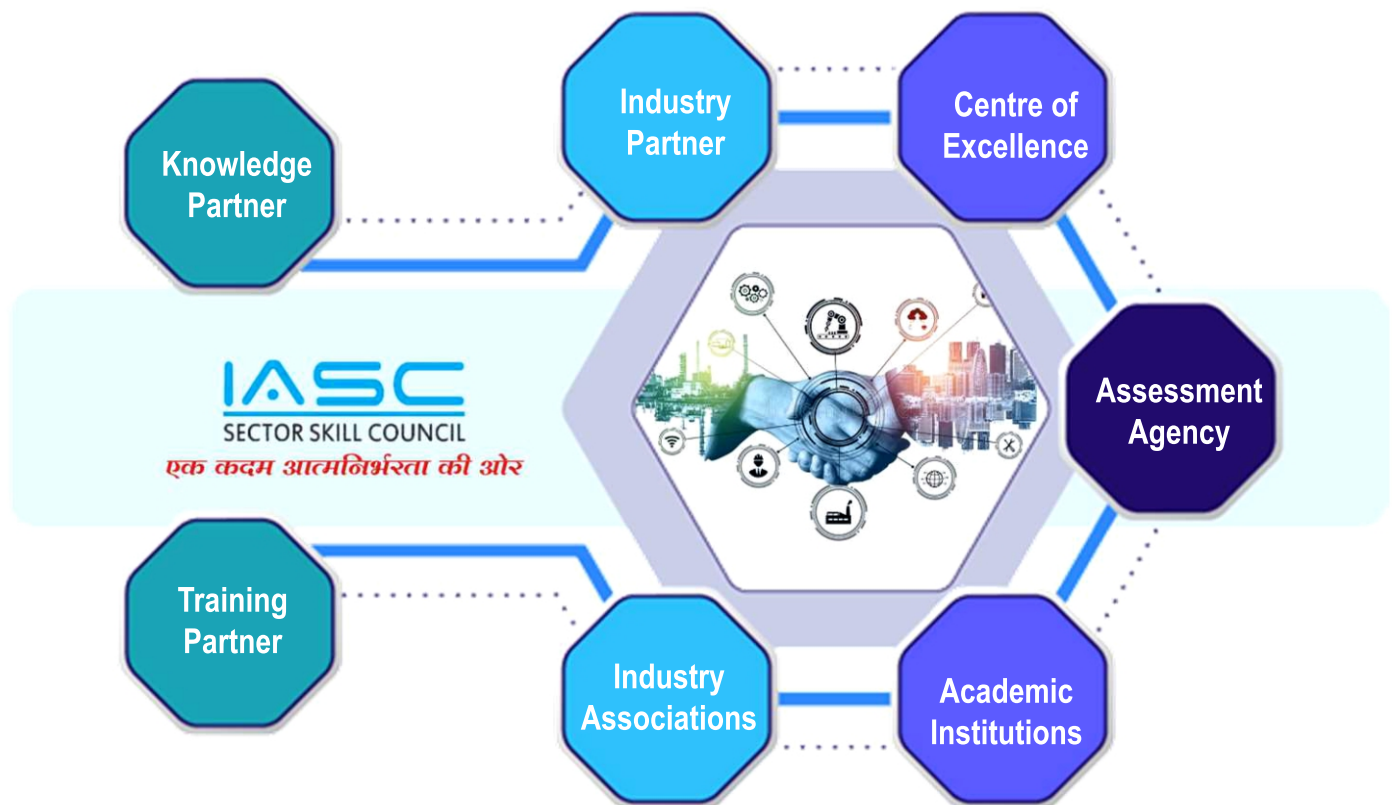 Industry
Partner
Centre of
Excellence
Knowledge
Partner
IASC
SECTOR SKILL COUNCIL
एक कदम आत्मनिर्भरता की ओर
Assessment
Agency
Training
Partner
Industry
Associations
Academic
Institutions